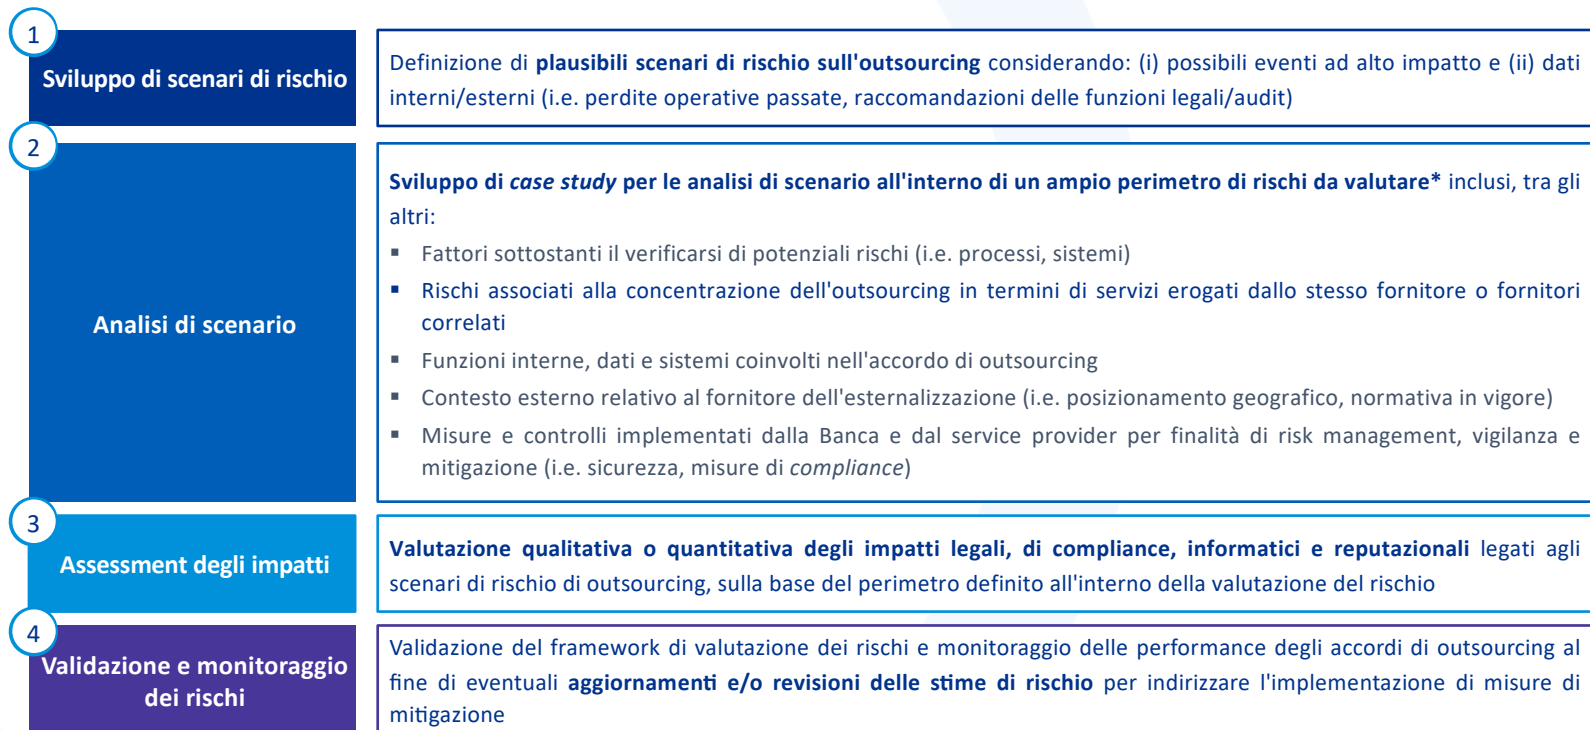 1
Sviluppo di scenari di rischio
Definizione di plausibili scenari di rischio sull'outsourcing considerando: (i) possibili eventi ad alto impatto e (ii) dati
interni/esterni (i.e. perdite operative passate, raccomandazioni delle funzioni legali/audit)
2
Analisi di scenario
Sviluppo di case study per le analisi di scenario all'interno di un ampio perimetro di rischi da valutare* inclusi, tra gli
altri:
▪ Fattori sottostanti il verificarsi di potenziali rischi (i.e. processi, sistemi)
▪ Rischi associati alla concentrazione dell'outsourcing in termini di servizi erogati dallo stesso fornitore o fornitori
correlati
▪ Funzioni interne, dati e sistemi coinvolti nell'accordo di outsourcing
▪ Contesto esterno relativo al fornitore dell'esternalizzazione (i.e. posizionamento geografico, normativa in vigore)
▪ Misure e controlli implementati dalla Banca e dal service provider per finalità di risk management, vigilanza e
mitigazione (i.e. sicurezza, misure di compliance)
3
Assessment degli impatti
Valutazione qualitativa o quantitativa degli impatti legali, di compliance, informatici e reputazionali legati agli
scenari di rischio di outsourcing, sulla base del perimetro definito all'interno della valutazione del rischio
4
Validazione e monitoraggio
dei rischi
Validazione del framework di valutazione dei rischi e monitoraggio delle performance degli accordi di outsourcing al
fine di eventuali aggiornamenti e/o revisioni delle stime di rischio per indirizzare l'implementazione di misure di
mitigazione